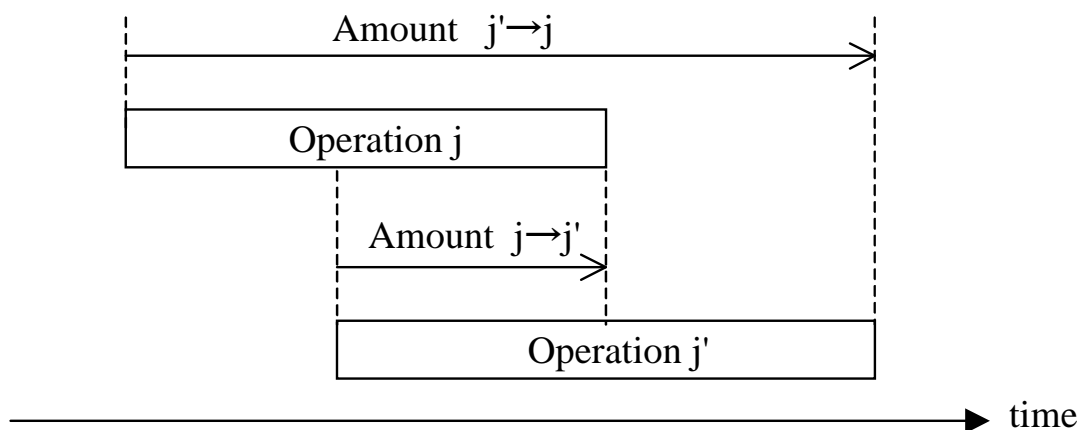 Amount j'→j
Operation j
Amount j→j'
Operation j'
time